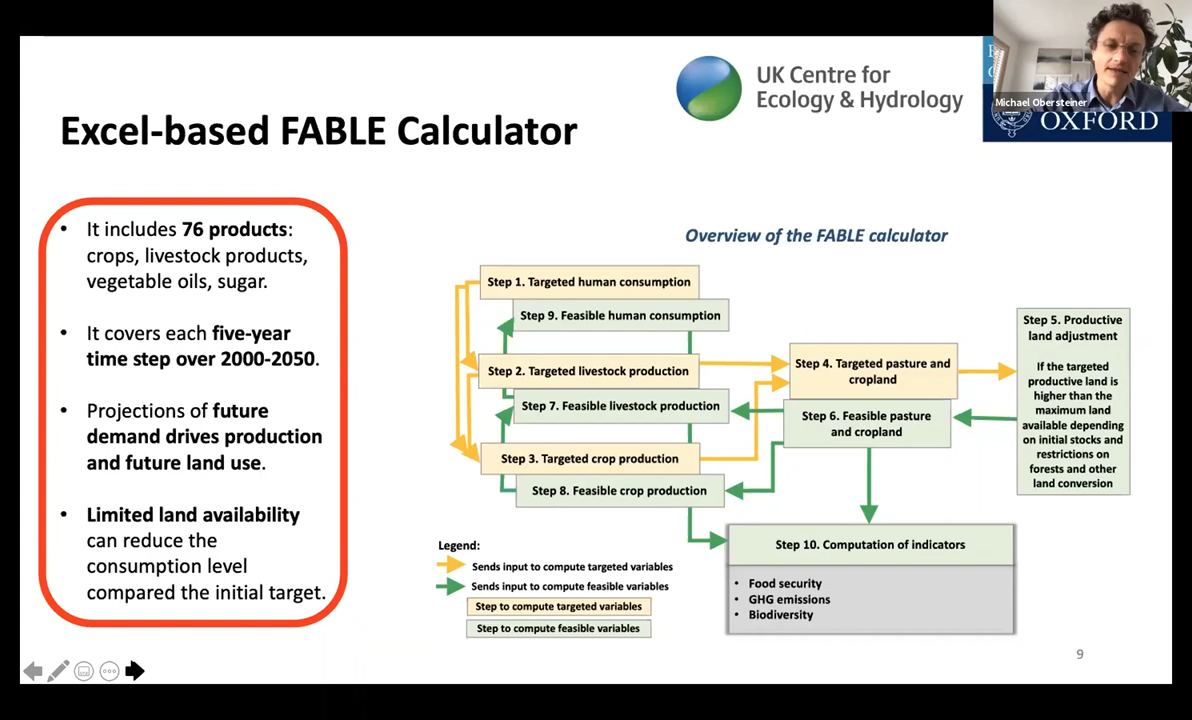 UK Centre for
Ecology & Hydrology
Michael Obersteiner
OXFORD
Excel-based FABLE Calculator
• It includes 76 products:
crops, livestock products,
vegetable oils, sugar.
• It covers each five-year
time step over 2000-2050.
• Projections of future
demand drives production
and future land use.
• Limited land availability
can reduce the
consumption level
compared the initial target.
Overview of the FABLE calculator
Step 1. Targeted human consumption
Step 9. Feasible human consumption
Step 2. Targeted livestock production
Step 7. Feasible livestock production
Step 3. Targeted crop production
Step 8. Feasible crop production
Step 4. Targeted pasture and
cropland
Step 6. Feasible pasture
and cropland
Step 5. Productive
land adjustment
If the targeted
productive land is
higher than the
maximum land
available depending
on initial stocks and
restrictions on
forests and other
land conversion
Legend:
Sends input to compute targeted variables
Sends input to compute feasible variables
Step to compute targeted variables
Step to compute feasible variables
Step 10. Computation of indicators
• Food security
• GHG emissions
• Biodiversity
9